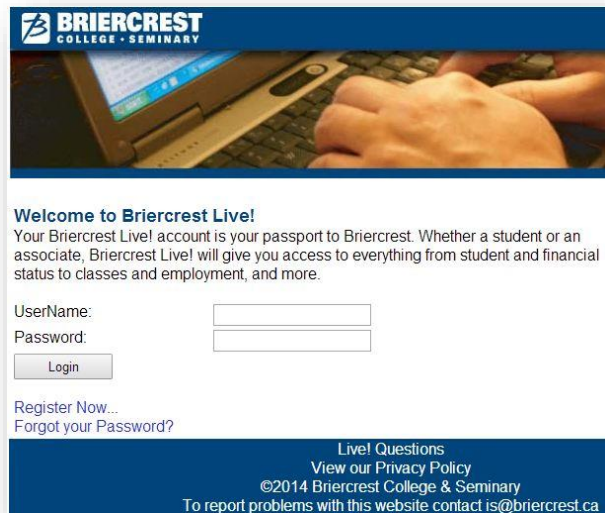 BRIERCREST
COLLEGE • SEMINARY
Welcome to Briercrest Live!
Your Briercrest Live! account is your passport to Briercrest. Whether a student or an
associate, Briercrest Live! will give you access to everything from student and financial
status to classes and employment, and more.
UserName:
Password:
Login
Register Now...
Forgot your Password?
Live! Questions
View our Privacy Policy
©2014 Briercrest College & Seminary
To report problems with this website contact is@briercrest.ca